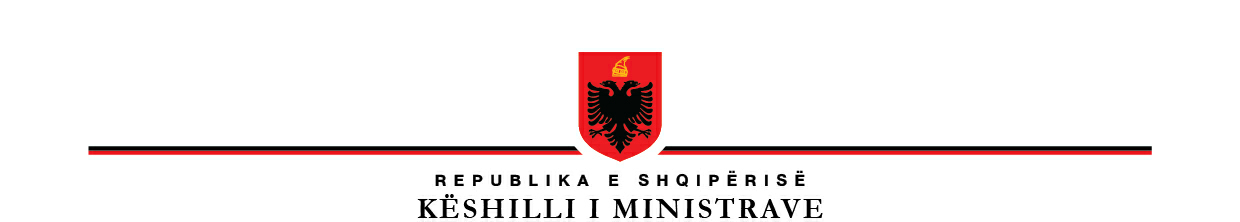 REPUBLIKA E SHQIPËRISË
KËSHILLI I MINISTRAVE